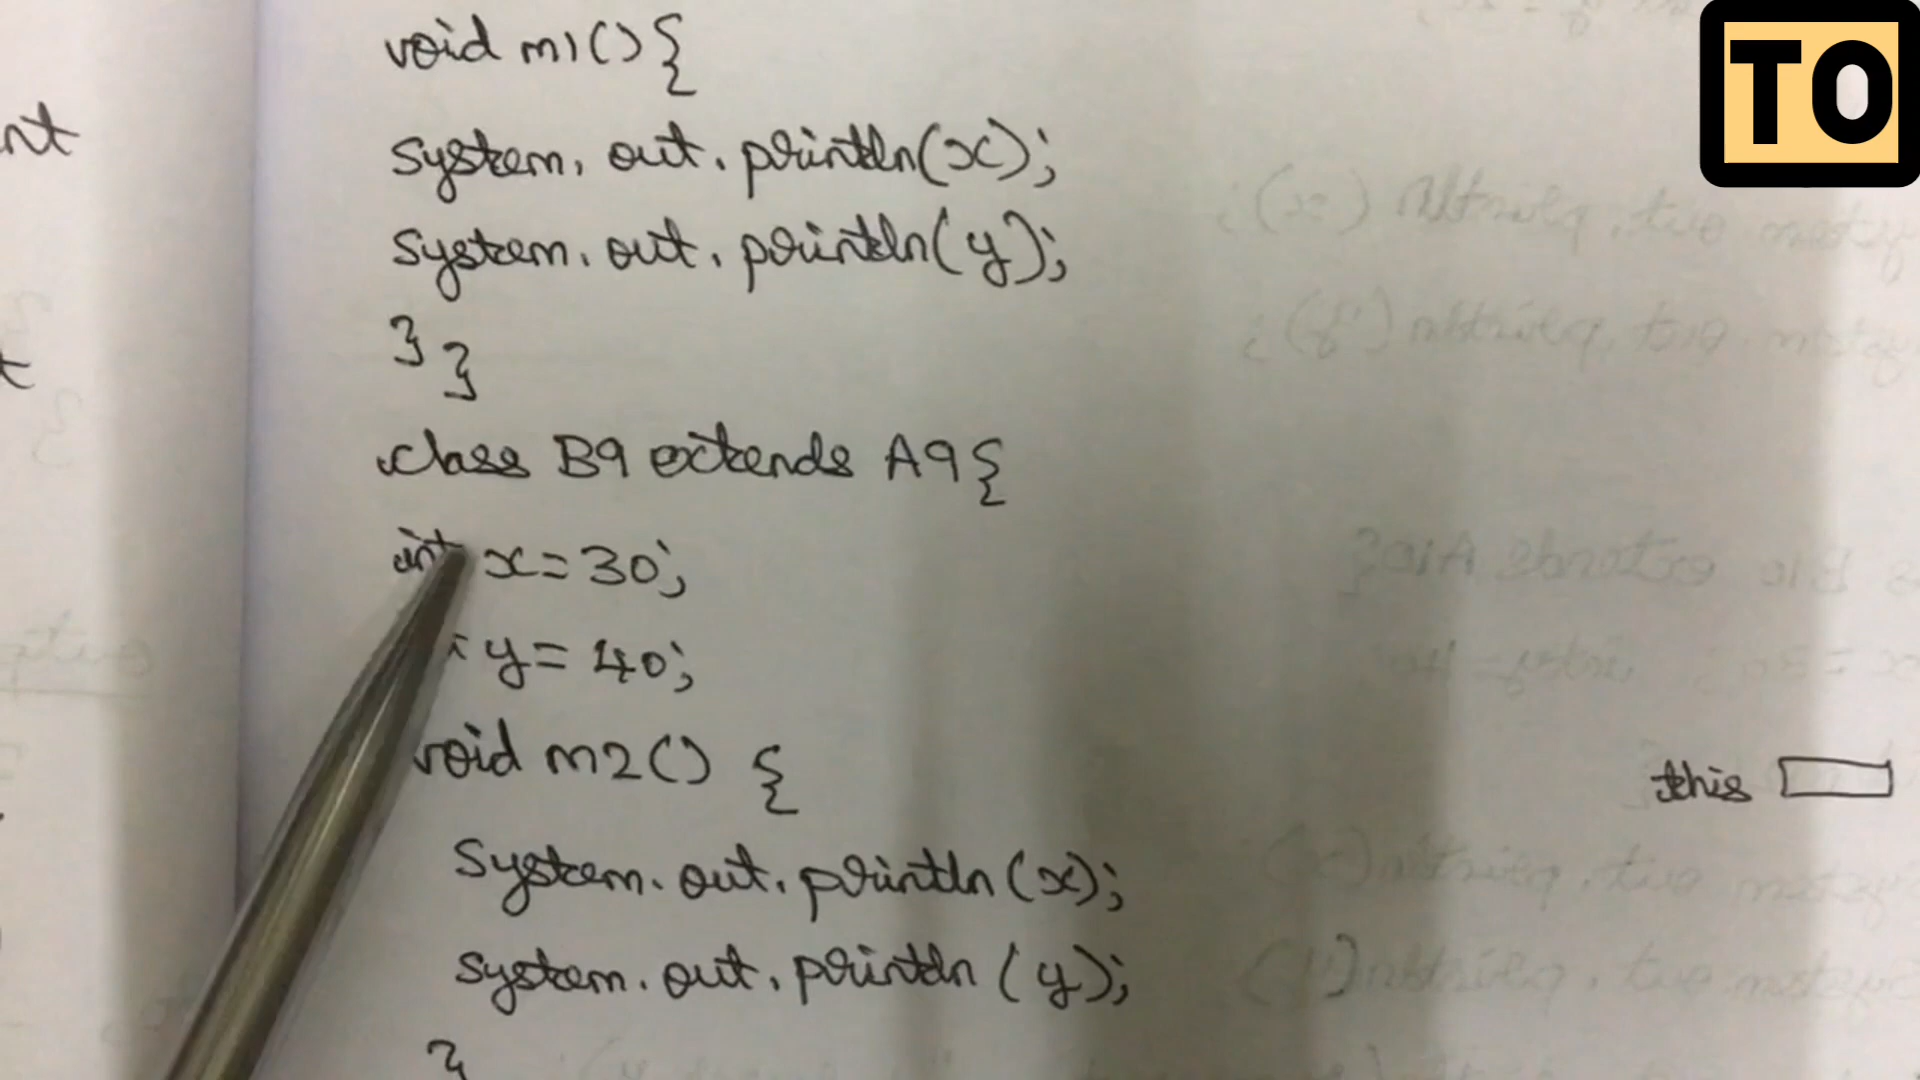 TO
nt
t
void m1() {
system. out. println(x);
system. out. println(y);
}
}
class B9 extends A9 {
int x = 30;
y = 40;
void m2() {
this
System. out. println (x);
system. out. println (y);
}